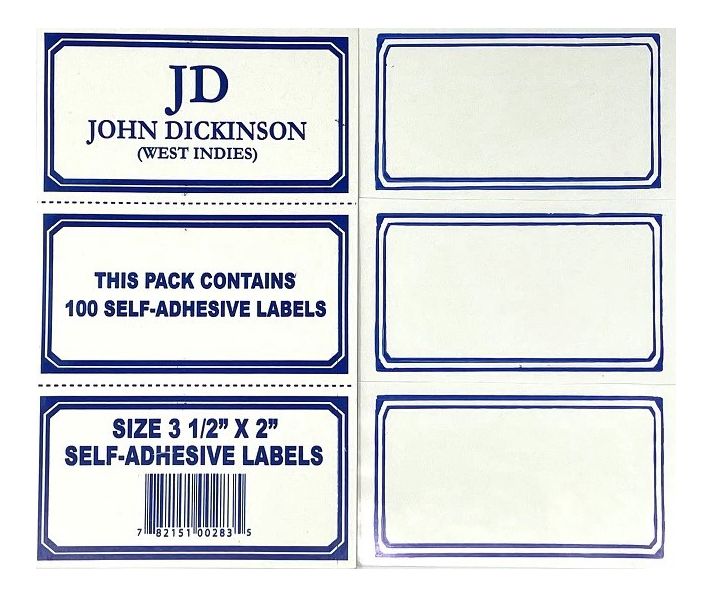 JD
JOHN DICKINSON
(WEST INDIES)
THIS PACK CONTAINS
100 SELF-ADHESIVE LABELS
SIZE 3 1/2” X 2”
SELF-ADHESIVE LABELS
7 82151 00283 5